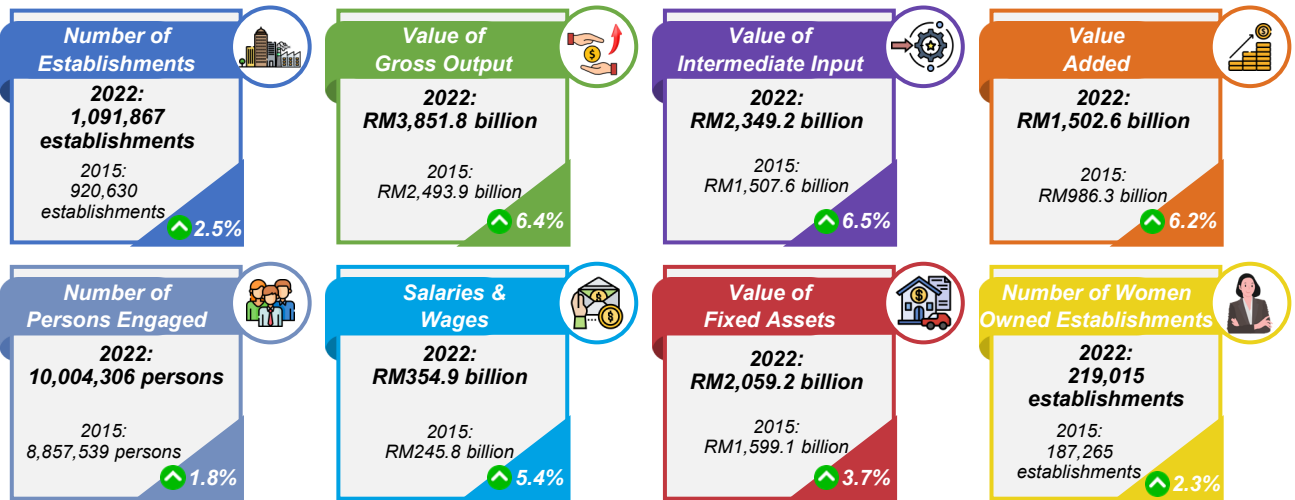 Number of
Establishments
2022:
1,091,867
establishments
2015:
920,630
establishments
2.5%
Value of
Gross Output
2022:
RM3,851.8 billion
2015:
RM2,493.9 billion
6.4%
Value of
Intermediate Input
2022:
RM2,349.2 billion
2015:
RM1,507.6 billion
6.5%
Value
Added
2022:
RM1,502.6 billion
2015:
RM986.3 billion
6.2%
Number of
Persons Engaged
2022:
10,004,306 persons
2015:
8,857,539 persons
1.8%
Salaries &
Wages
2022:
RM354.9 billion
2015:
RM245.8 billion
5.4%
Value of
Fixed Assets
2022:
RM2,059.2 billion
2015:
RM1,599.1 billion
3.7%
Number of Women
Owned Establishments
2022:
219,015
establishments
2015:
187,265
establishments
2.3%